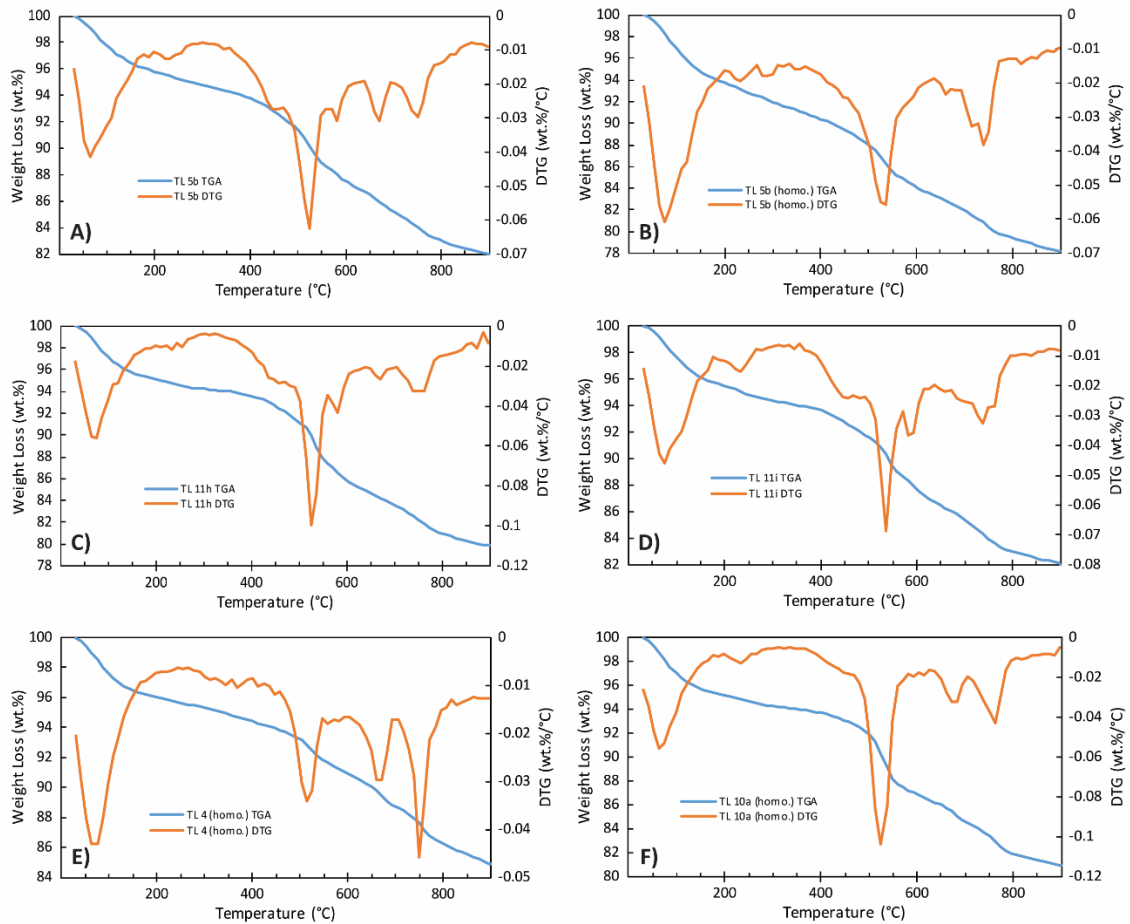 100
98
96
94
92
90
88
86
84
82
Weight Loss (wt.%)
0
-0.01
-0.02
-0.03
-0.04
-0.05
-0.06
-0.07
DTG (wt.%/°C)
TL 5b TGA
TL 5b DTG
A)
200 400 600 800
Temperature (°C)
100
98
96
94
92
90
88
86
84
82
80
78
Weight Loss (wt.%)
0
-0.01
-0.02
-0.03
-0.04
-0.05
-0.06
-0.07
DTG (wt.%/°C)
TL 5b (homo.) TGA
TL 5b (homo.) DTG
B)
200 400 600 800
Temperature (°C)
100
98
96
94
92
90
88
86
84
82
80
78
Weight Loss (wt.%)
0
-0.02
-0.04
-0.06
-0.08
-0.1
-0.12
DTG (wt.%/°C)
TL 11h TGA
TL 11h DTG
C)
200 400 600 800
Temperature (°C)
100
98
96
94
92
90
88
86
84
82
Weight Loss (wt.%)
0
-0.01
-0.02
-0.03
-0.04
-0.05
-0.06
-0.07
-0.08
DTG (wt.%/°C)
TL 11i TGA
TL 11i DTG
D)
200 400 600 800
Temperature (°C)
100
98
96
94
92
90
88
86
84
Weight Loss (wt.%)
0
-0.01
-0.02
-0.03
-0.04
-0.05
DTG (wt.%/°C)
TL 4 (homo.) TGA
TL 4 (homo.) DTG
E)
200 400 600 800
Temperature (°C)
100
98
96
94
92
90
88
86
84
82
80
Weight Loss (wt.%)
0
-0.02
-0.04
-0.06
-0.08
-0.1
-0.12
DTG (wt.%/°C)
TL 10a (homo.) TGA
TL 10a (homo.) DTG
F)
200 400 600 800
Temperature (°C)